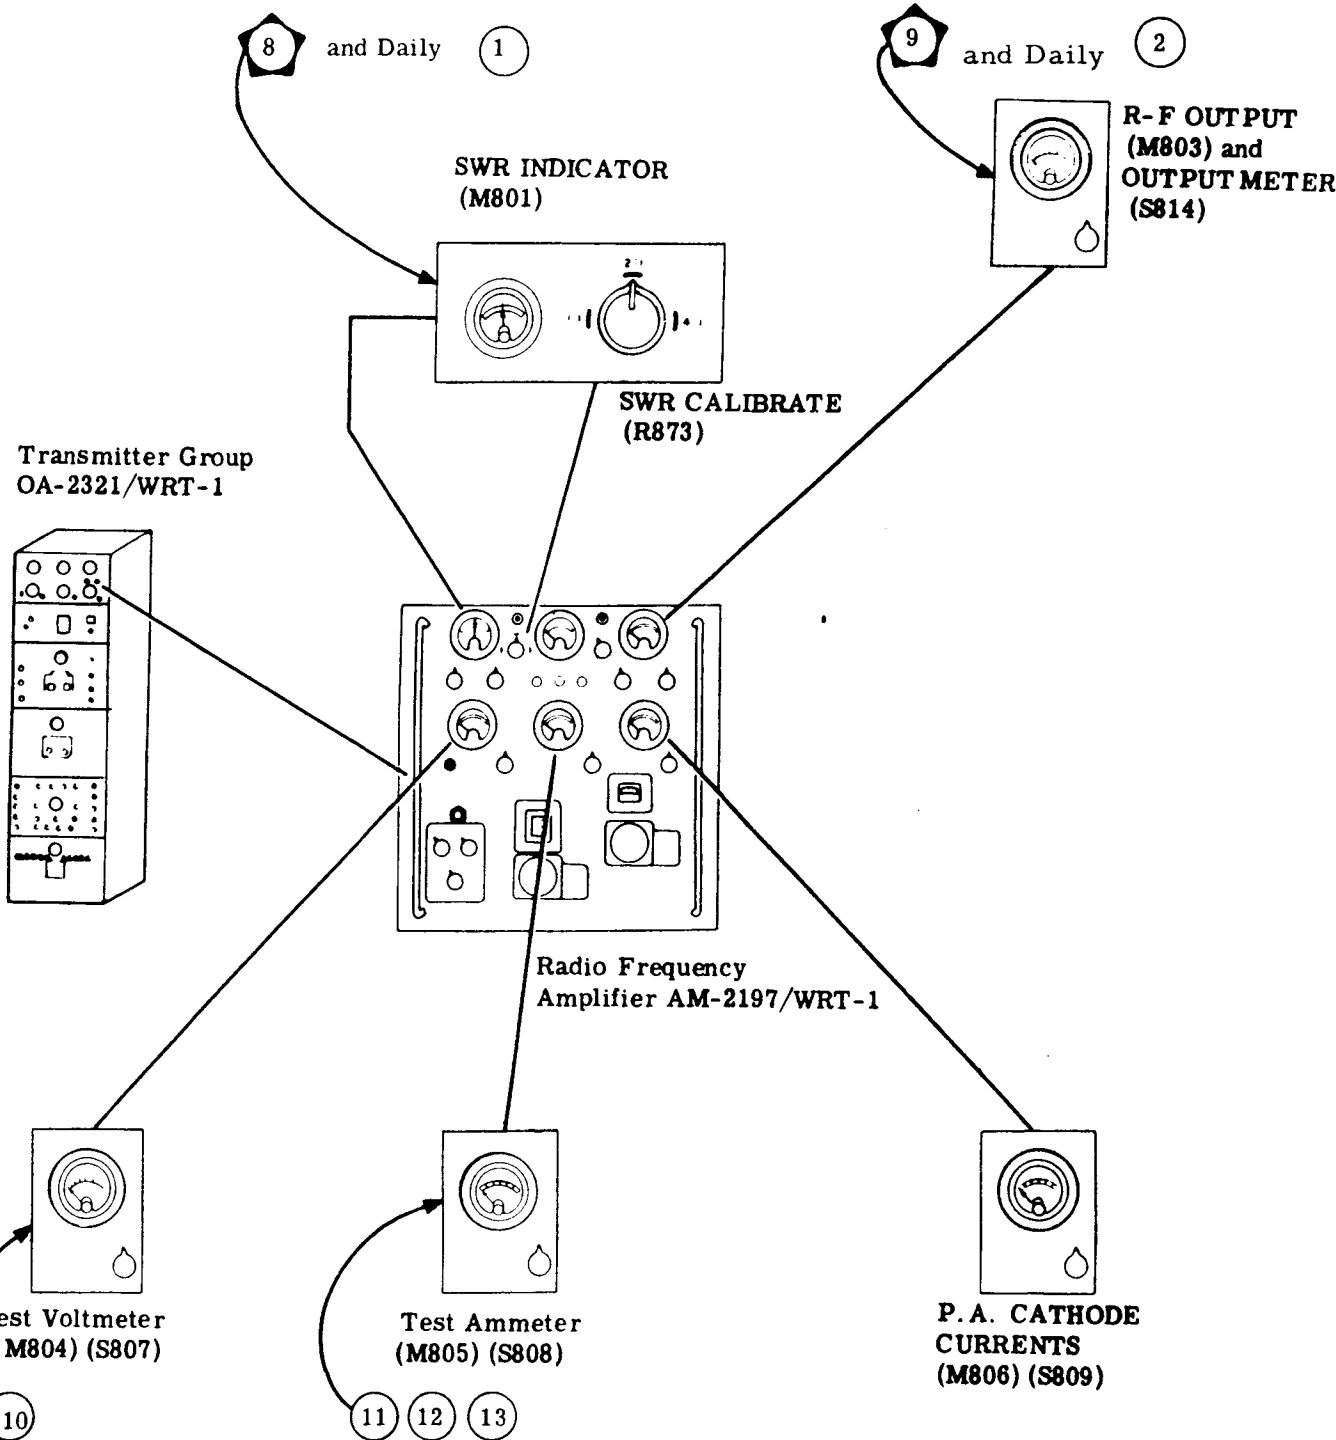 8 and Daily 1
9 and Daily 2
R-F OUTPUT
(M803) and
OUTPUT METER
(S814)
SWR INDICATOR
(M801)
SWR CALIBRATE
(R873)
Transmitter Group
OA-2321/WRT-1
Radio Frequency
Amplifier AM-2197/WRT-1
est Voltmeter
M804) (S807)
10
Test Ammeter
(M805) (S808)
11 12 13
P.A. CATHODE
CURRENTS
(M806) (S809)